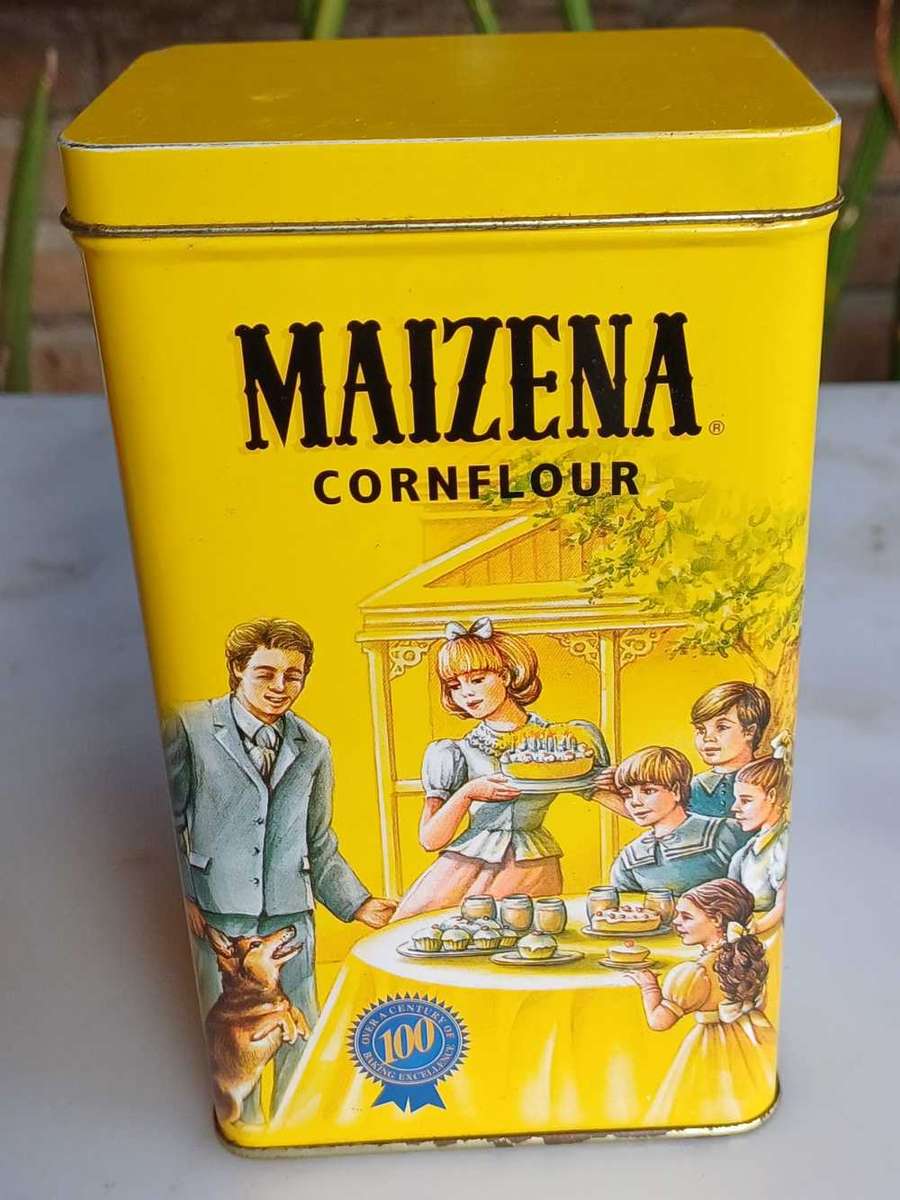 MAIZENA®
CORNFLOUR
OVER A CENTURY OF
100
BAKING EXCELLENCE